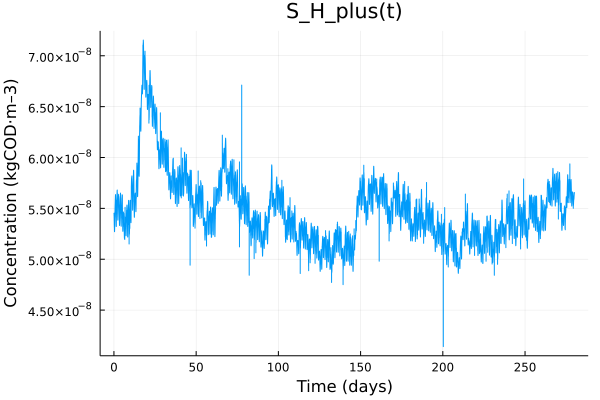 S_H_plus(t)
Concentration (kgCOD·m–3)
7.00×10⁻⁸
6.50×10⁻⁸
6.00×10⁻⁸
5.50×10⁻⁸
5.00×10⁻⁸
4.50×10⁻⁸
0 50 100 150 200 250
Time (days)